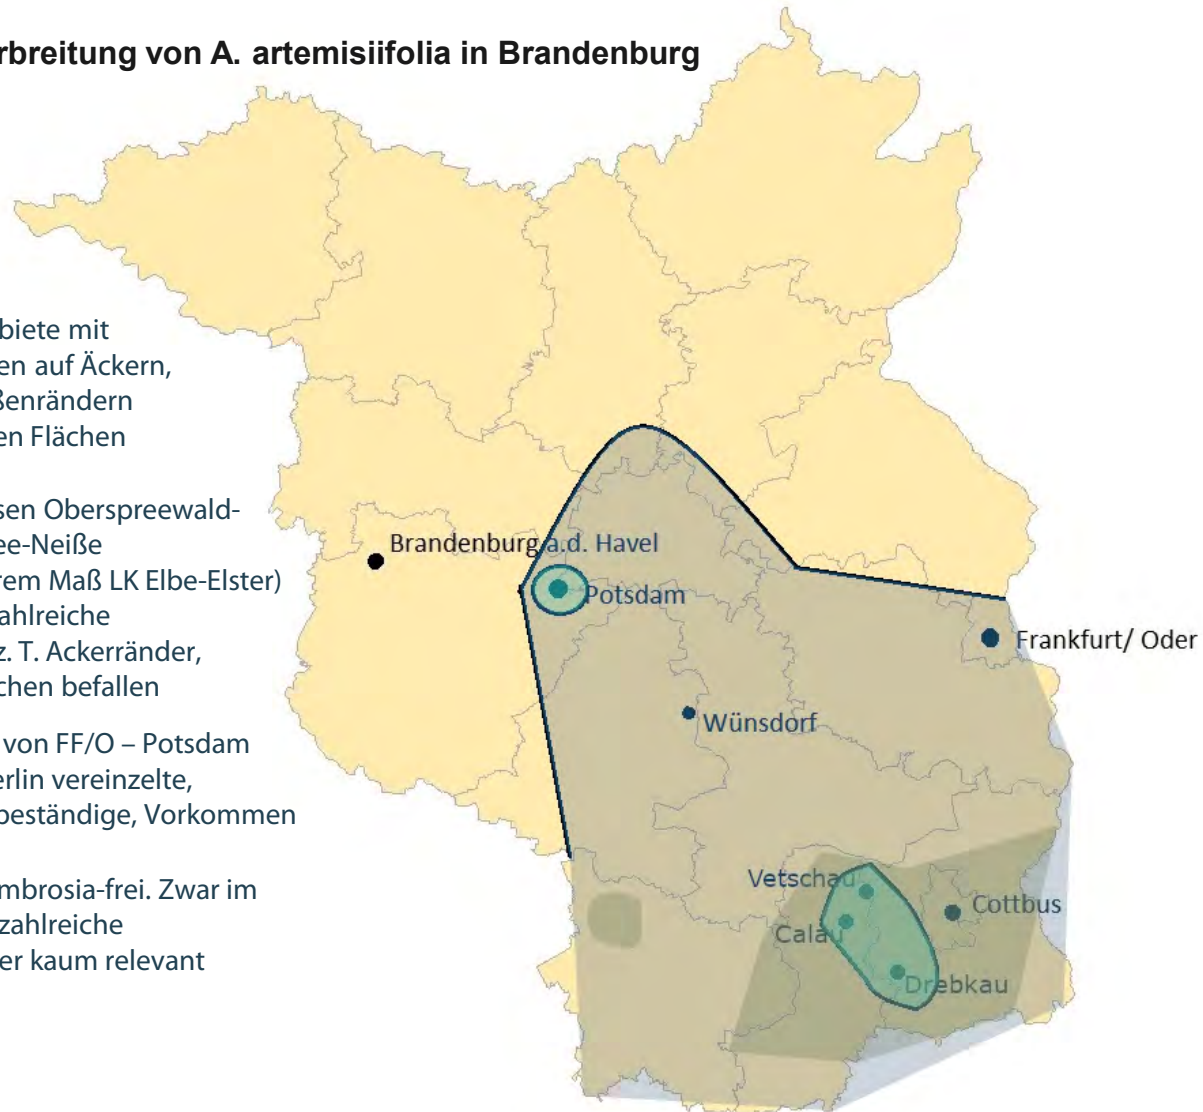 rbreitung von A. artemisiifolia in Brandenburg
biete mit
en auf Äckern,
ßenrändern
en Flächen
sen Oberspreewald-
ee-Neiße
rem Maß LK Elbe-Elster)
ahlreiche
z. T. Ackerränder,
chen befallen
von FF/O – Potsdam
erlin vereinzelte,
beständige, Vorkommen
mbrosia-frei. Zwar im
zahlreiche
er kaum relevant
Brandenburg a.d. Havel
Potsdam
Frankfurt/ Oder
Wünsdorf
Vetschau
Cottbus
Calau
Drebkau